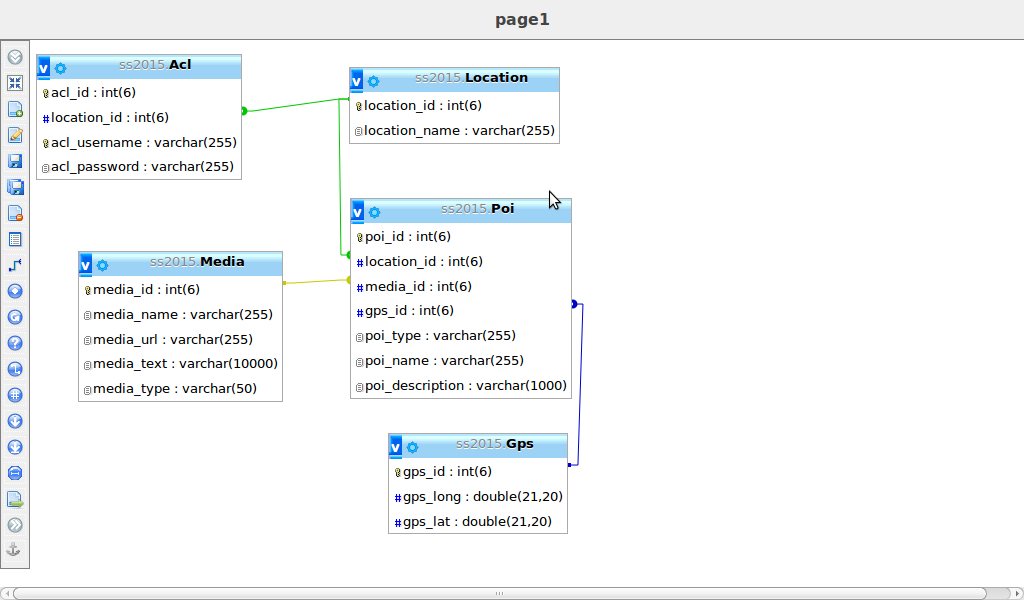 page1
ss2015.Acl
acl_id : int(6)
location_id : int(6)
acl_username : varchar(255)
acl_password : varchar(255)
ss2015.Location
location_id : int(6)
location_name : varchar(255)
ss2015.Poi
poi_id : int(6)
location_id : int(6)
media_id : int(6)
gps_id : int(6)
poi_type : varchar(255)
poi_name : varchar(255)
poi_description : varchar(1000)
ss2015.Media
media_id : int(6)
media_name : varchar(255)
media_url : varchar(255)
media_text : varchar(10000)
media_type : varchar(50)
ss2015.Gps
gps_id : int(6)
gps_long : double(21,20)
gps_lat : double(21,20)